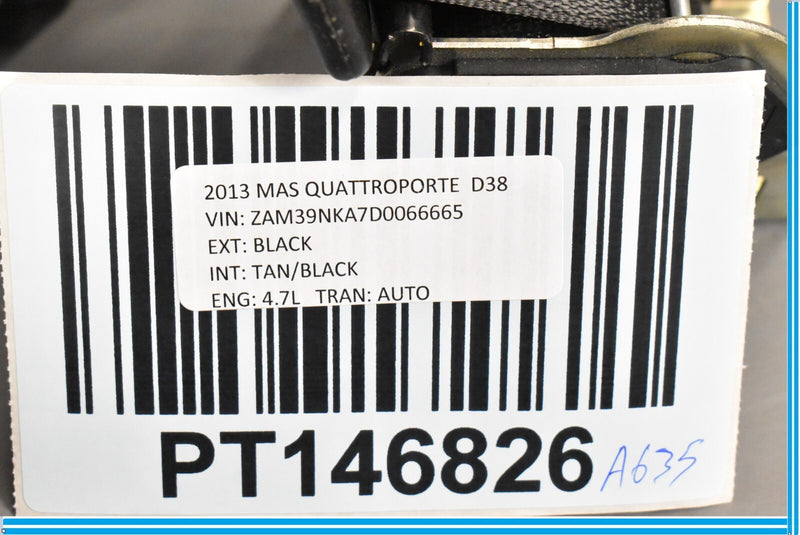 2013 MAS QUATTROPORTE D38
VIN: ZAM39NKA7D0066665
EXT: BLACK
INT: TAN/BLACK
ENG: 4.7L TRAN: AUTO
PT146826 A635